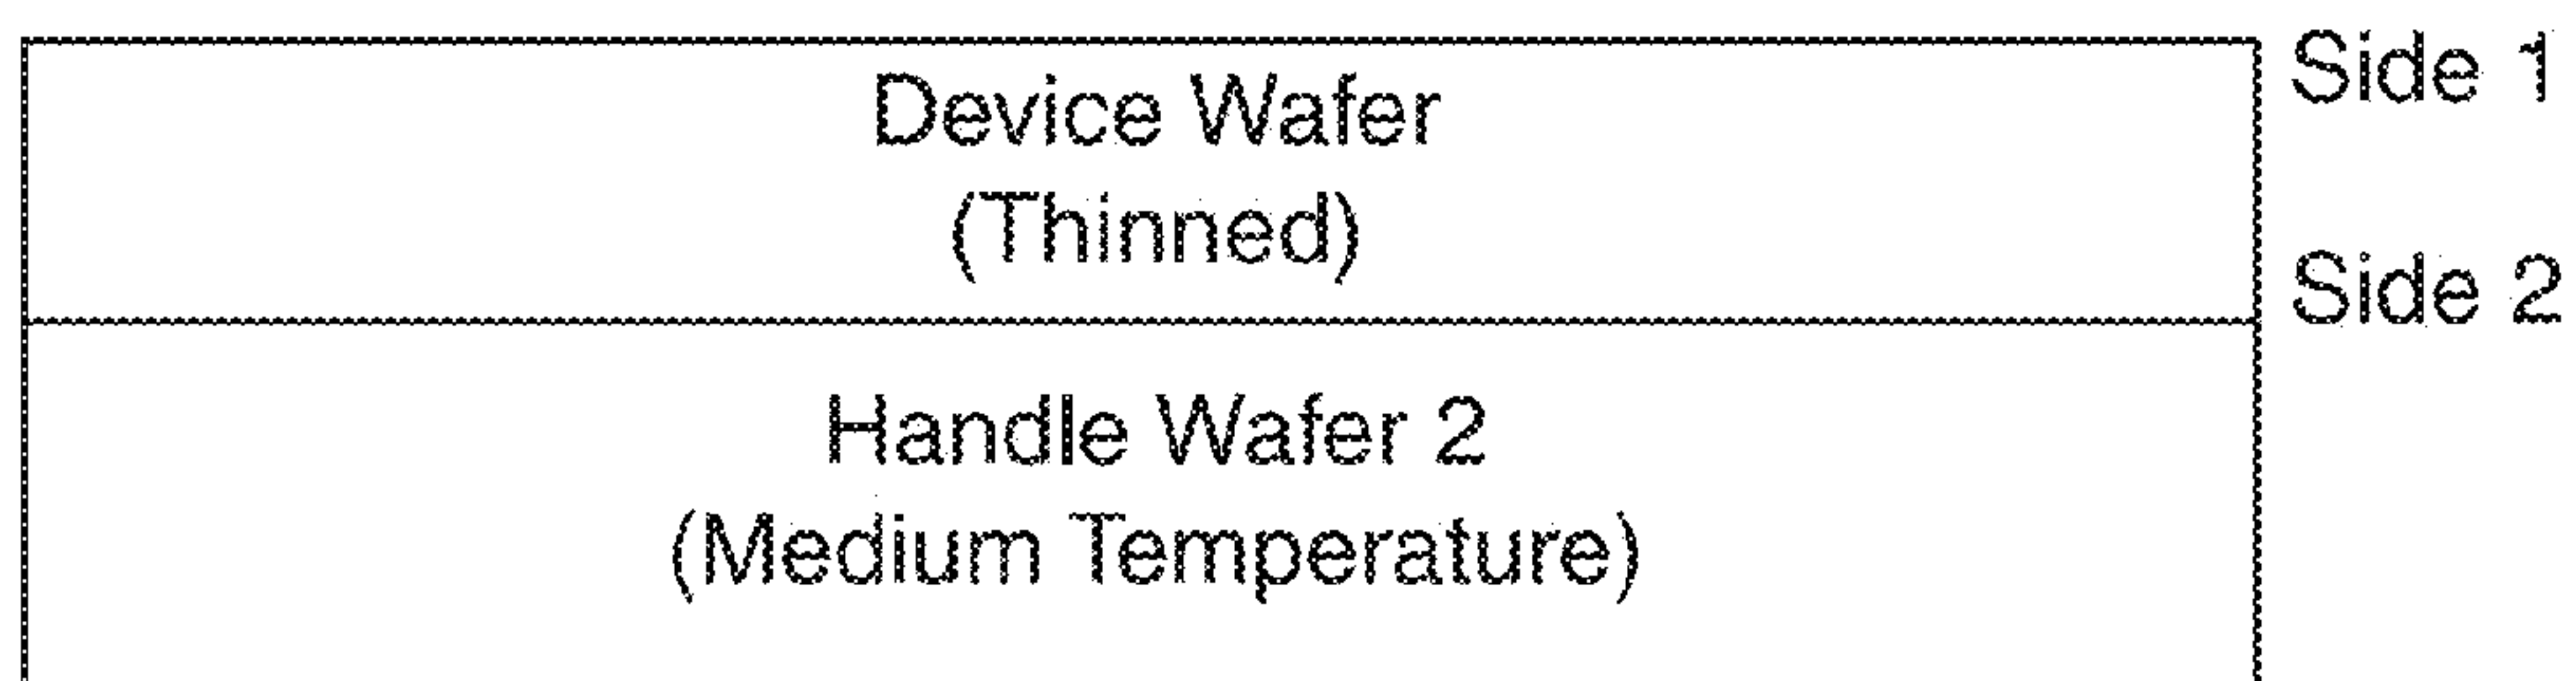 Side 1
Device Wafer
(Thinned)
Side 2
Handle Wafer 2
(Medium Temperature)